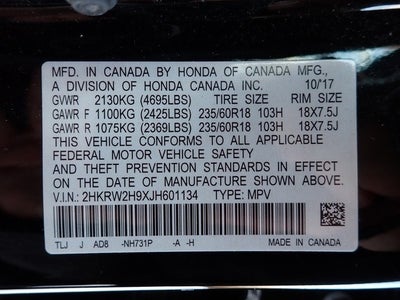 MFD. IN CANADA BY HONDA OF CANADA MFG.,
A DIVISION OF HONDA CANADA INC. 10/17
GVWR 2130KG (4695LBS) TIRE SIZE RIM SIZE
GAWR F 1100KG (2425LBS) 235/60R18 103H 18X7.5J
GAWR R 1075KG (2369LBS) 235/60R18 103H 18X7.5J
THIS VEHICLE CONFORMS TO ALL APPLICABLE
FEDERAL MOTOR VEHICLE SAFETY
AND THEFT PREVENTION STANDARDS IN EFFECT
ON THE DATE OF MANUFACTURE SHOWN ABOVE.
V.I.N.: 2HKRW2H9XJH601134 TYPE: MPV
TLJ J AD8 -NH731P -A -H MADE IN CANADA